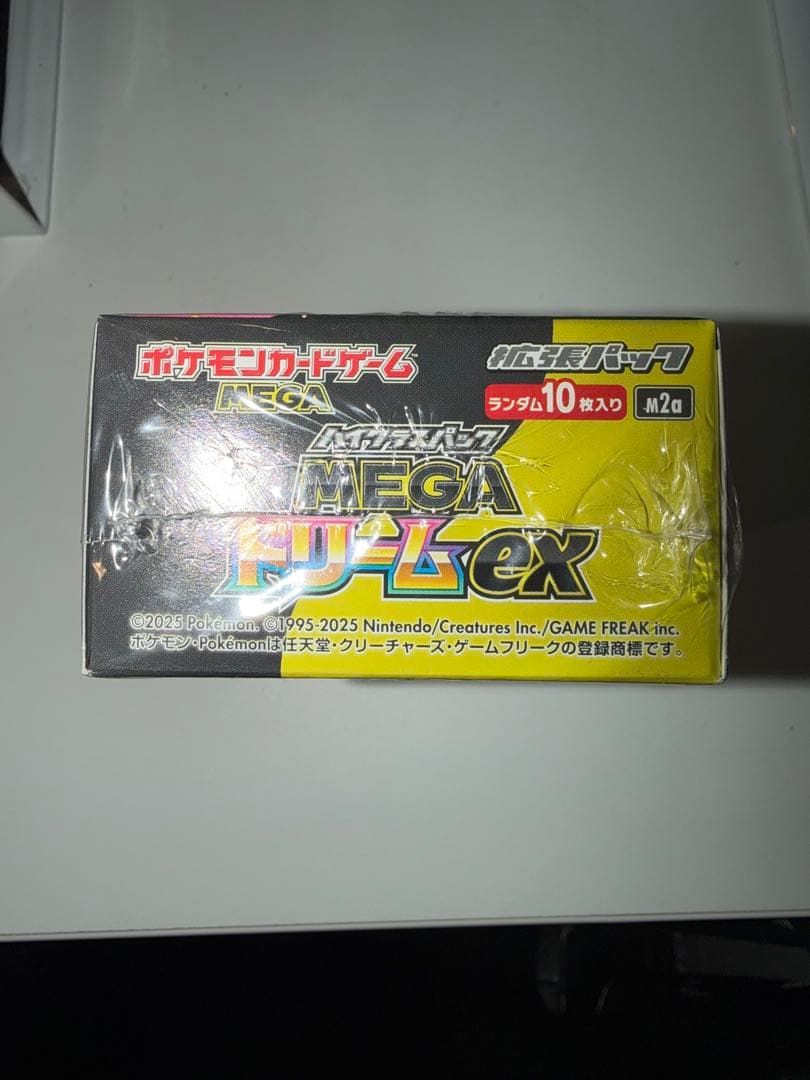 ポケモンカードゲーム
MEGA
拡張パック
ランダム10枚入り
M2a
ハイクラスパック
MEGA
ドリームex
©2025 Pokémon. ©1995-2025 Nintendo/Creatures Inc./GAME FREAK inc.
ポケモン・Pokémonは任天堂・クリーチャーズ・ゲームフリークの登録商標です。